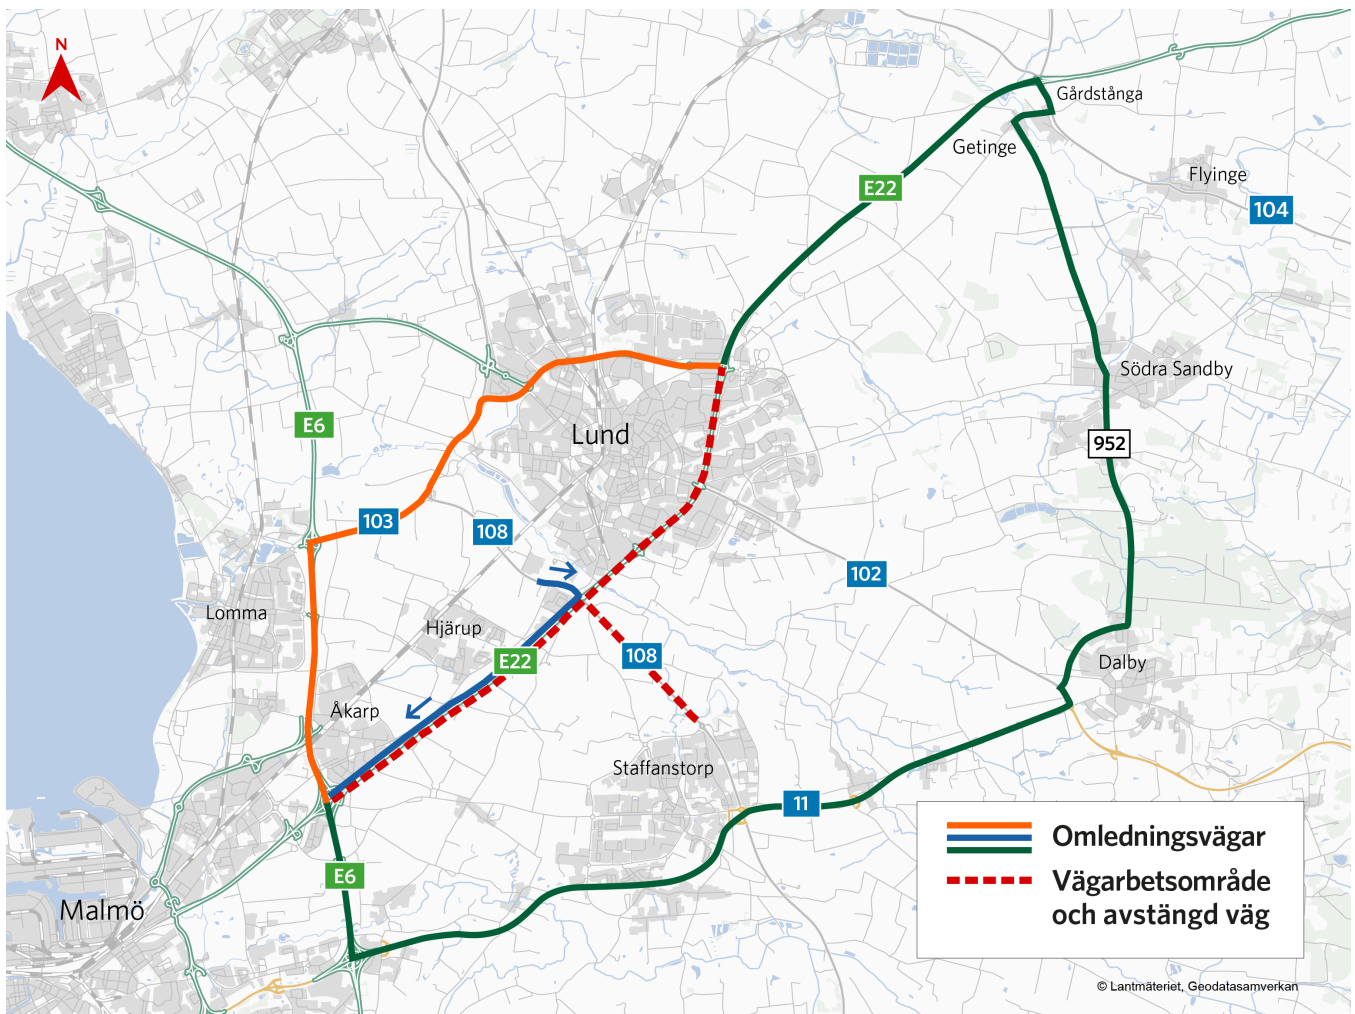 N
Gårdstånga
Getinge
Flyinge
E22
104
Södra Sandby
E6
Lund
952
103
108
102
Lomma
Hjärup
108
E22
Dalby
Åkarp
Staffanstorp
11
E6
Malmö
Omledningsvägar
Vägarbetsområde
och avstängd väg
© Lantmäteriet, Geodatasamverkan